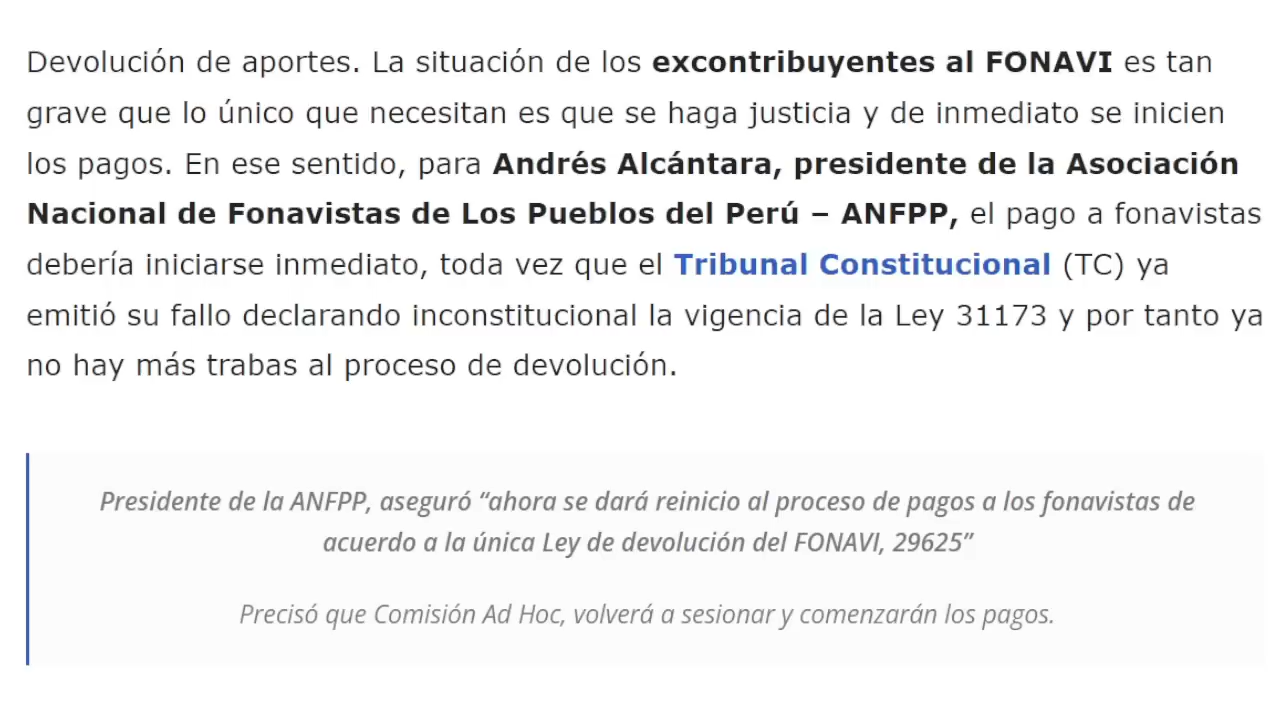 Devolución de aportes. La situación de los excontribuyentes al FONAVI es tan
grave que lo único que necesitan es que se haga justicia y de inmediato se inicien
los pagos. En ese sentido, para Andrés Alcántara, presidente de la Asociación
Nacional de Fonavistas de Los Pueblos del Perú – ANFPP, el pago a fonavistas
debería iniciarse inmediato, toda vez que el Tribunal Constitucional (TC) ya
emitió su fallo declarando inconstitucional la vigencia de la Ley 31173 y por tanto ya
no hay más trabas al proceso de devolución.
Presidente de la ANFPP, aseguró “ahora se dará reinicio al proceso de pagos a los fonavistas de
acuerdo a la única Ley de devolución del FONAVI, 29625”
Precisó que Comisión Ad Hoc, volverá a sesionar y comenzarán los pagos.